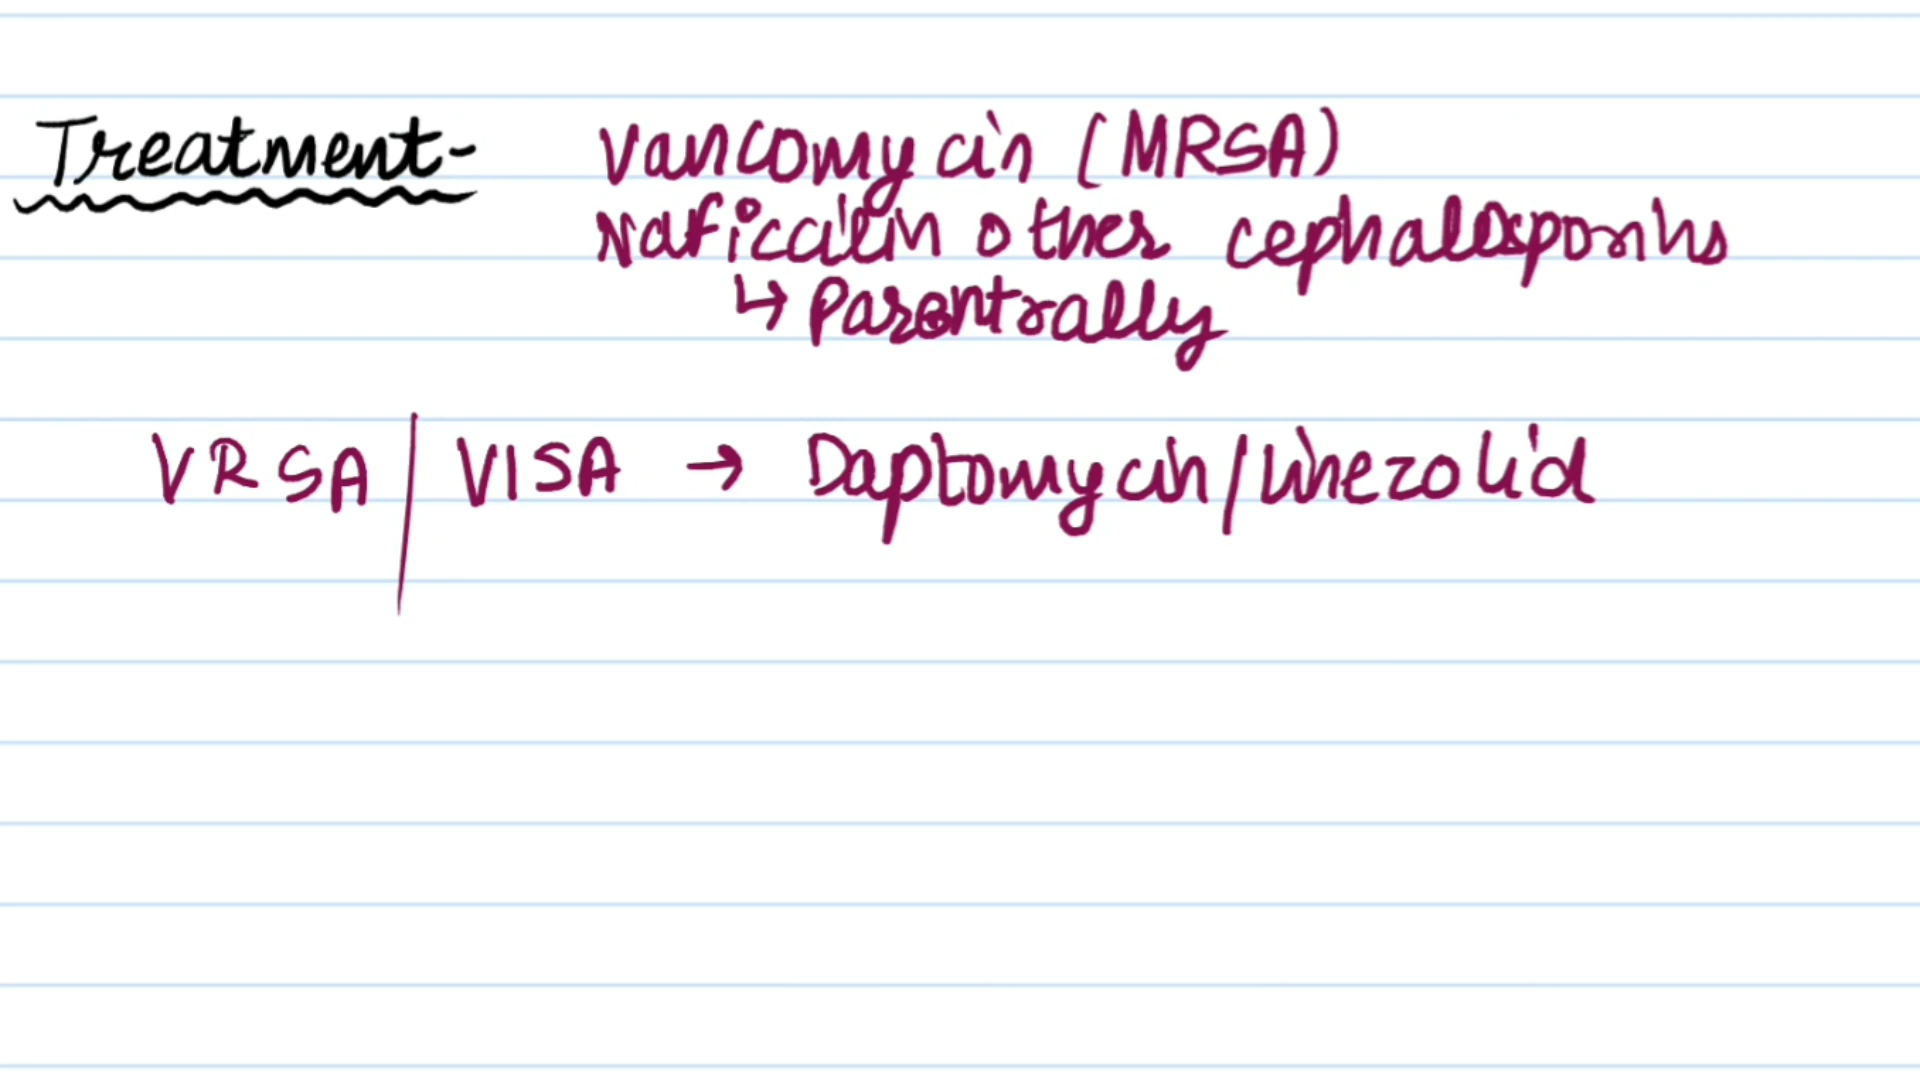 Treatment- Vancomycin (MRSA)
Naficcilin other cephalosporins
↳ Parentrally
VRSA / VISA → Daptomycin/Linezolid